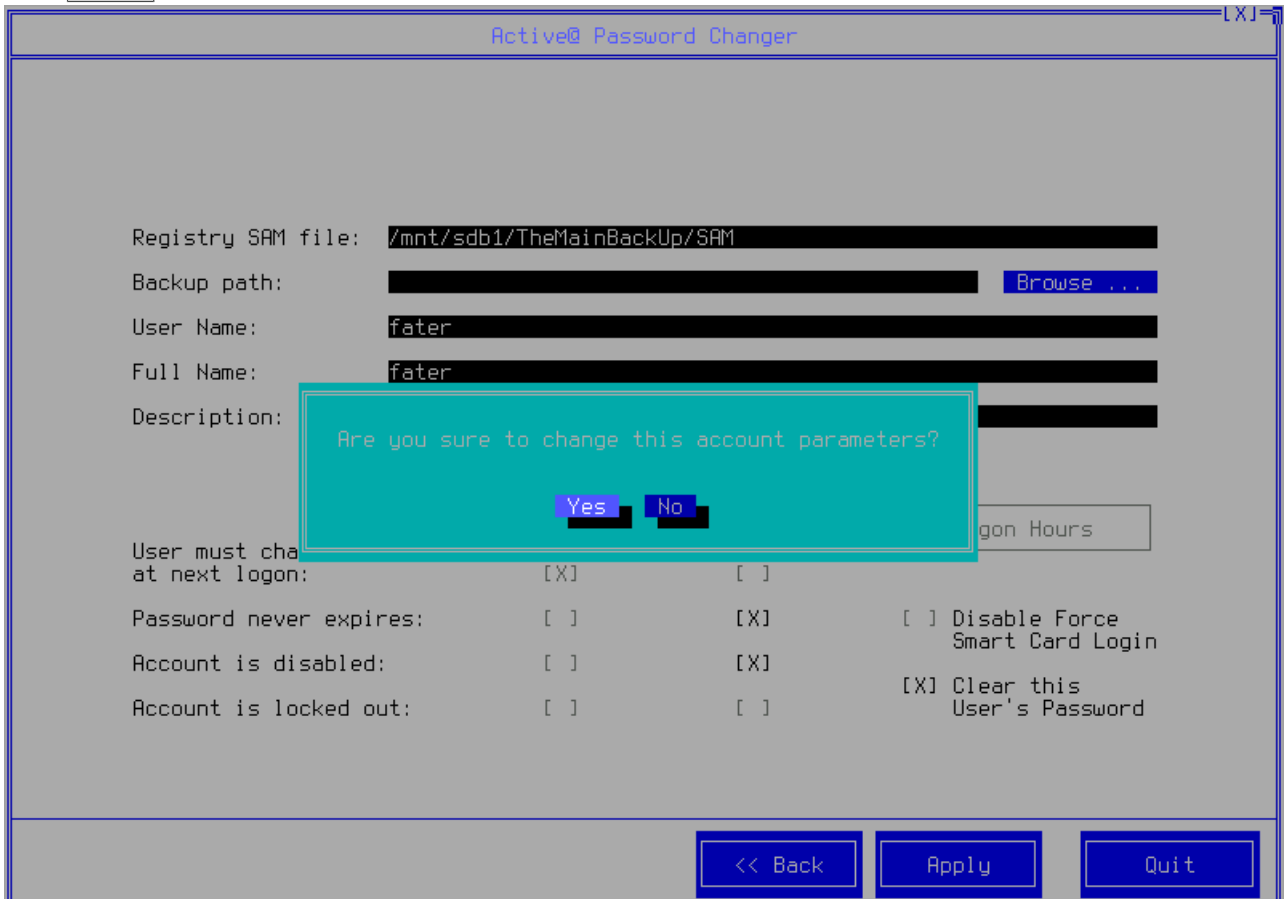 [X]
Active@ Password Changer
Registry SAM file: /mnt/sdb1/TheMainBackUp/SAM
Backup path: Browse ...
User Name: fater
Full Name: fater
Description:
Are you sure to change this account parameters?
Yes No
gon Hours
User must cha
at next logon: [X] [ ]
Password never expires: [ ] [X] [ ] Disable Force
Smart Card Login
Account is disabled: [ ] [X]
[X] Clear this
Account is locked out: [ ] [ ] User's Password
<< Back Apply Quit